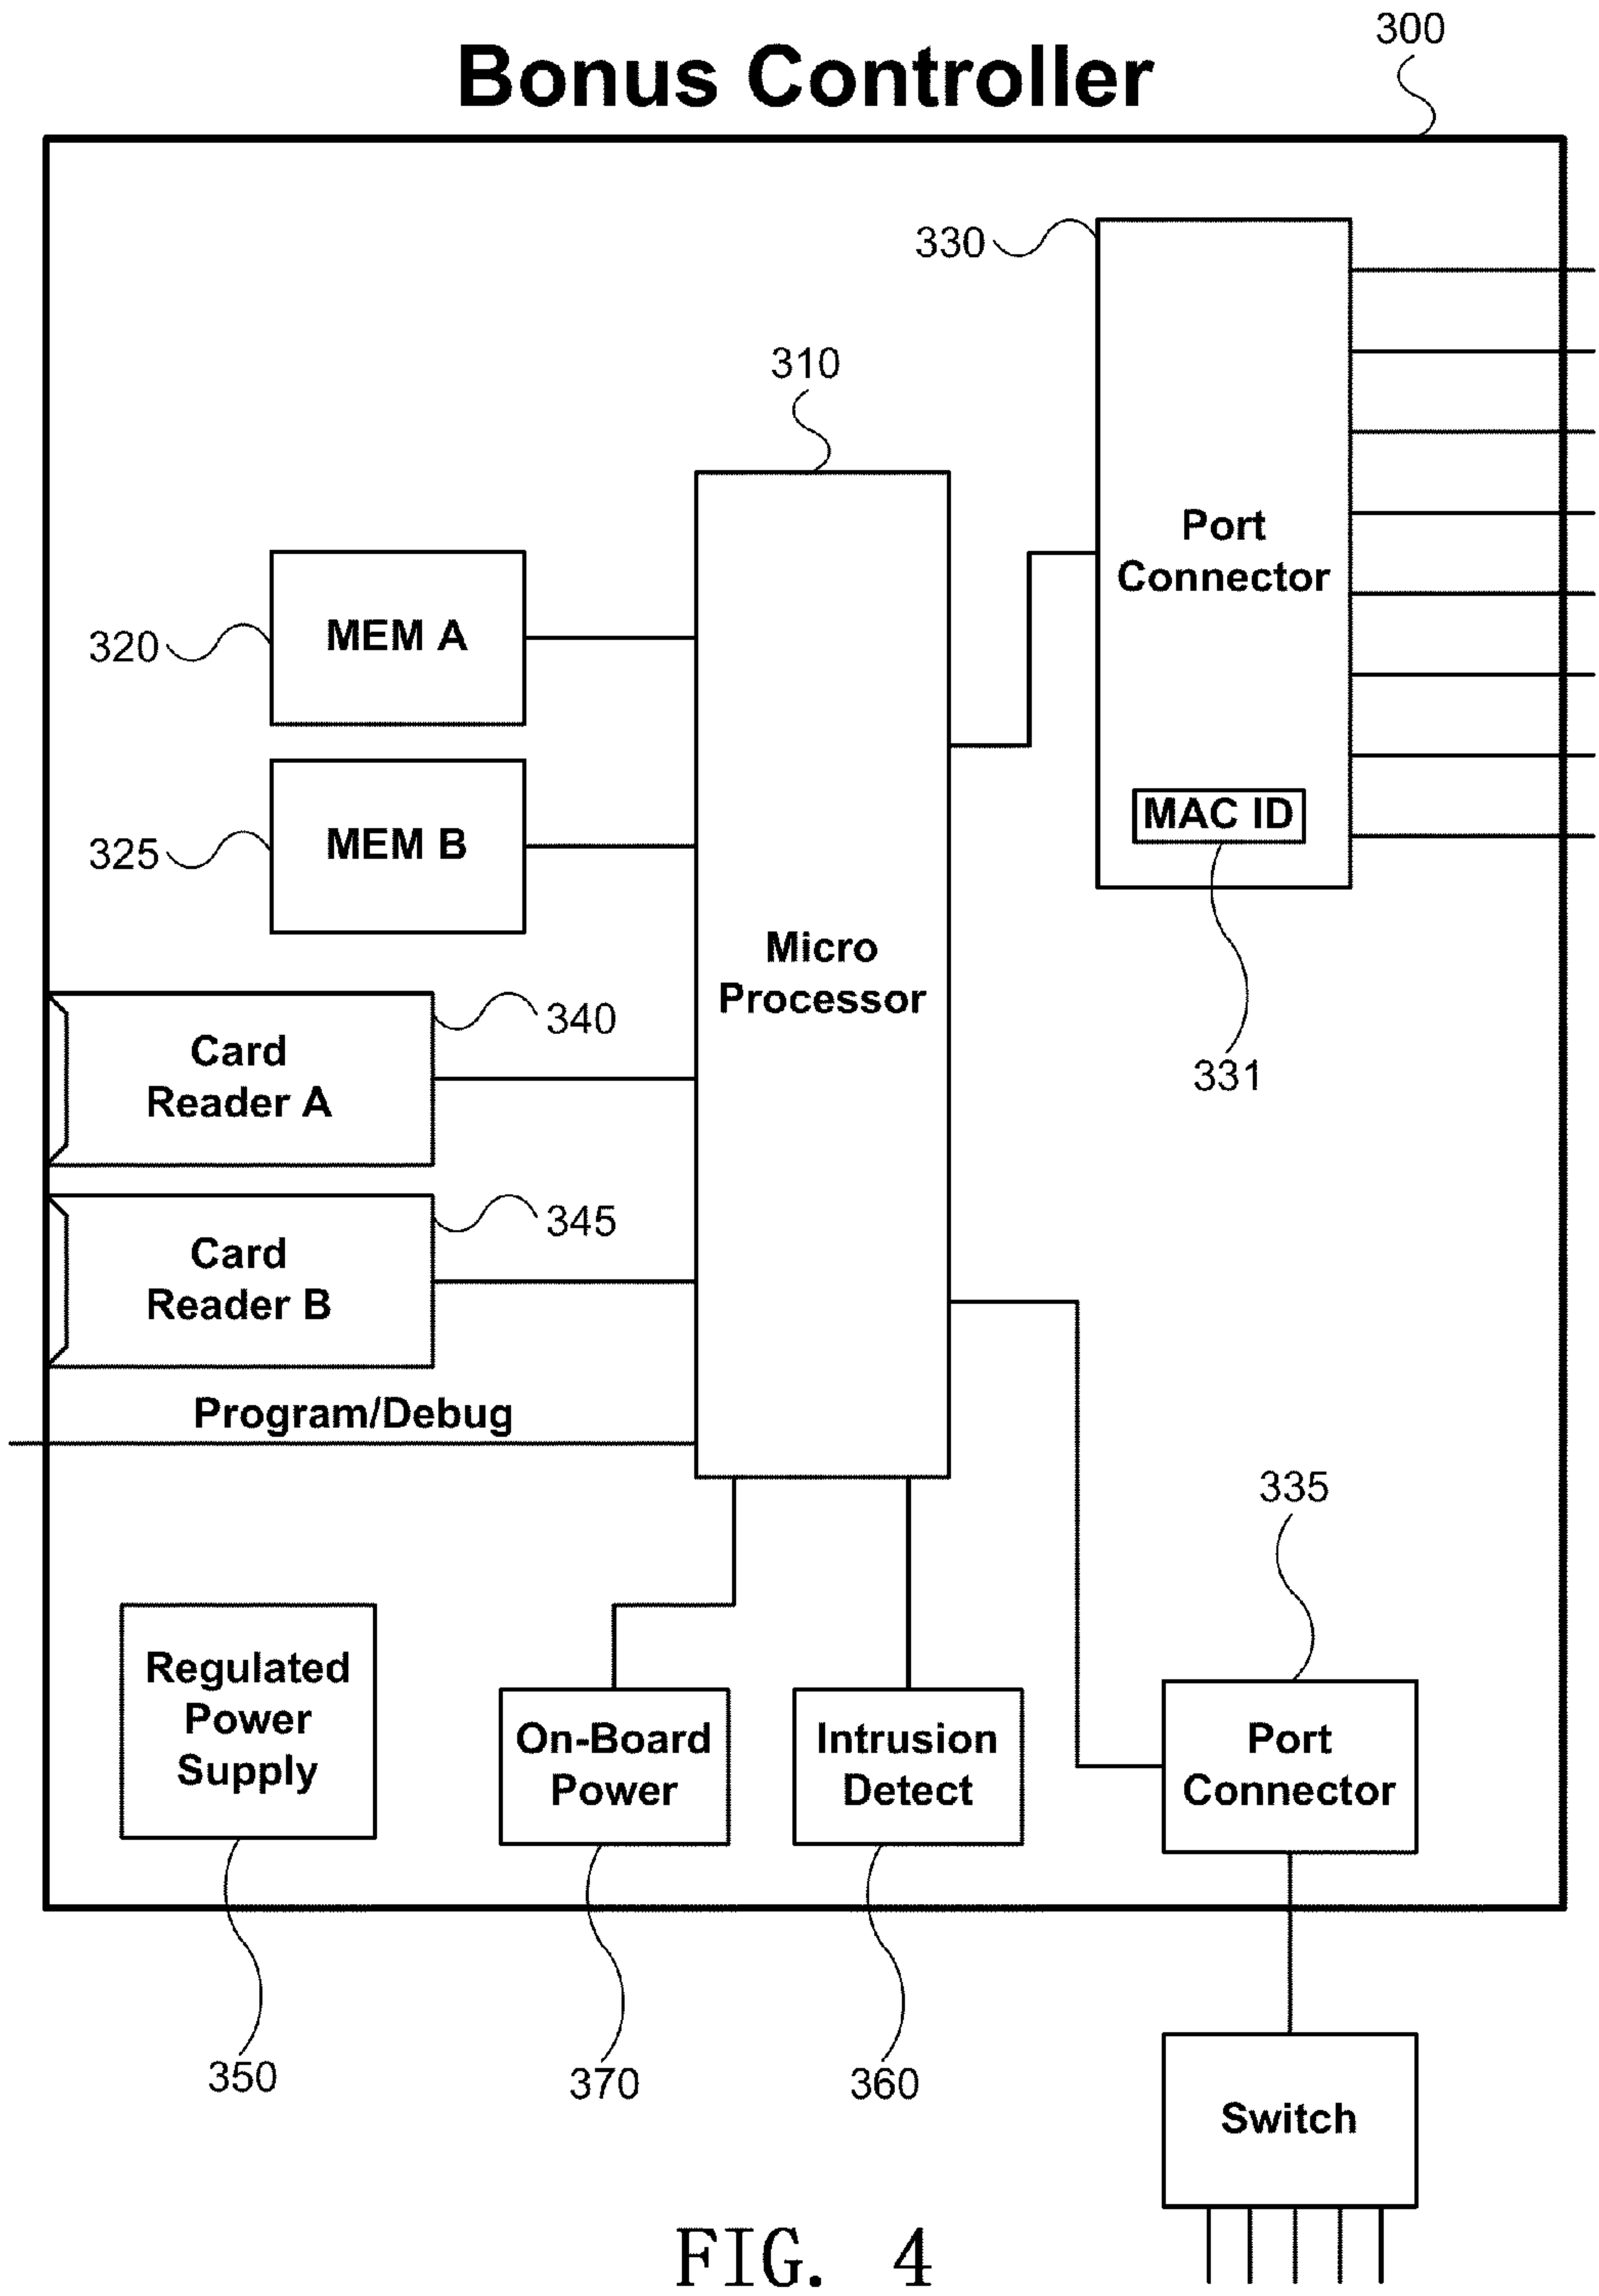 300
Bonus Controller
330
310
Port
Connector
MEM A
320
MAC ID
MEM B
325
Micro
Processor
340
Card
Reader A
331
345
Card
Reader B
Program/Debug
335
Regulated
Power
Supply
On-Board
Power
Intrusion
Detect
Port
Connector
350
370
360
Switch
FIG. 4